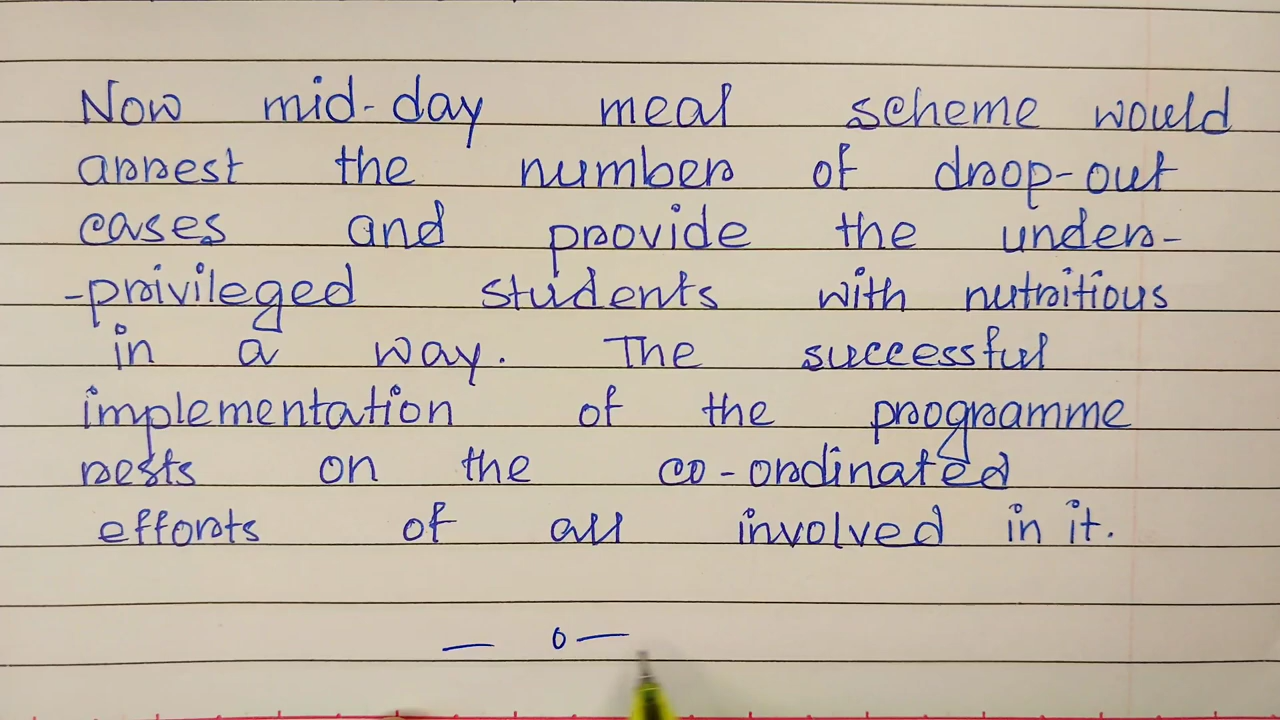 Now mid-day meal scheme would
arrest the number of drop-out
cases and provide the under-
-privileged students with nutritious
in a way. The successful
implementation of the programme
rests on the co-ordinated
efforts of all involved in it.
— 0 —